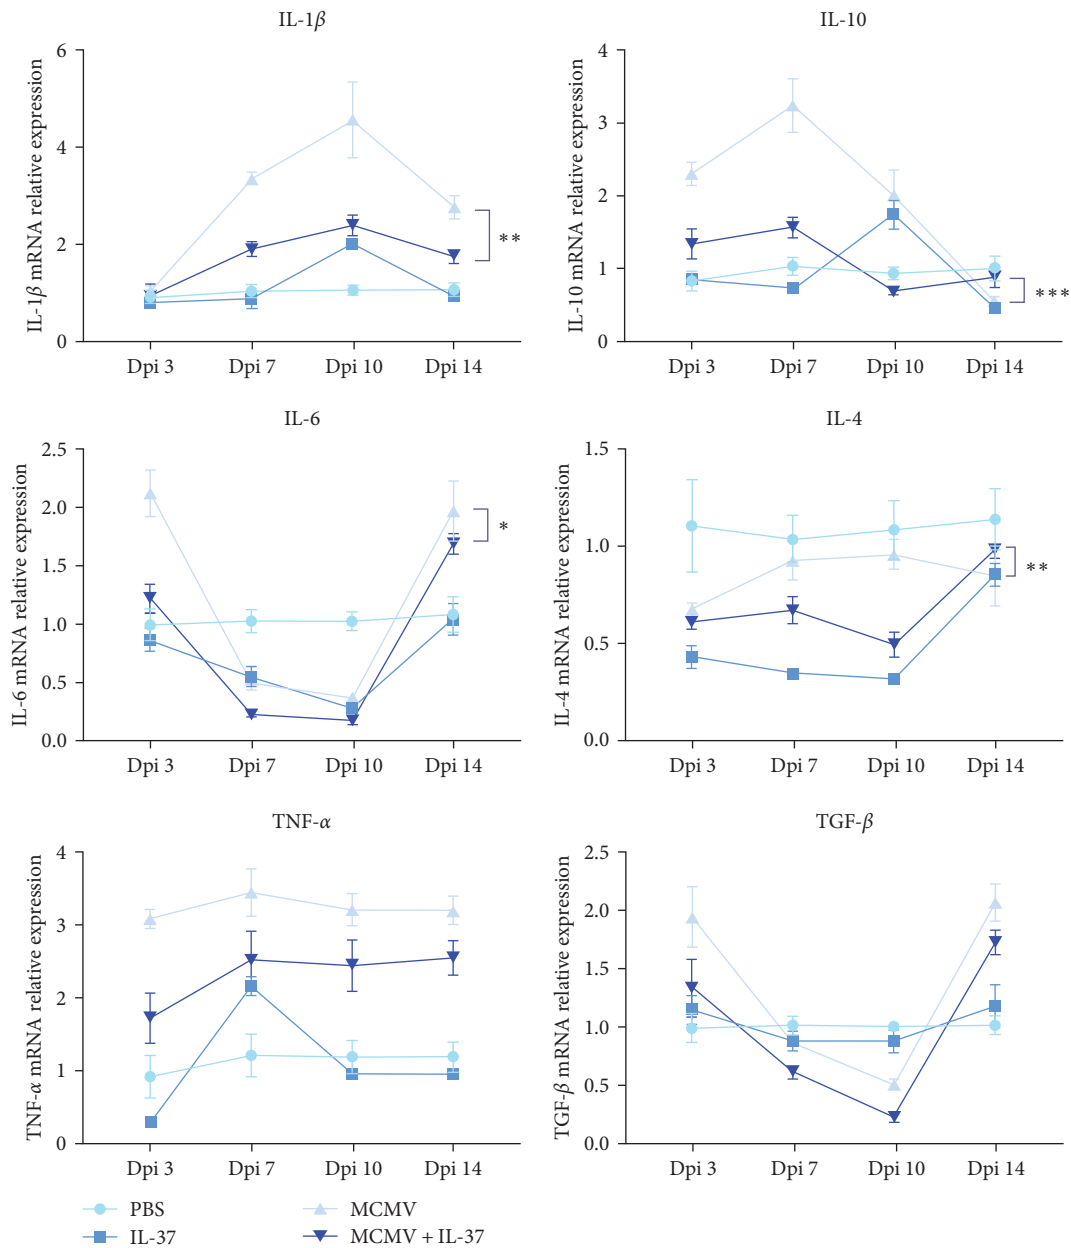 IL-1β
IL-1β mRNA relative expression
6
4
2
0
**
Dpi 3 Dpi 7 Dpi 10 Dpi 14
IL-10
IL-10 mRNA relative expression
4
3
2
1
0
***
Dpi 3 Dpi 7 Dpi 10 Dpi 14
IL-6
IL-6 mRNA relative expression
2.5
2.0
1.5
1.0
0.5
0.0
*
Dpi 3 Dpi 7 Dpi 10 Dpi 14
IL-4
IL-4 mRNA relative expression
1.5
1.0
0.5
0.0
**
Dpi 3 Dpi 7 Dpi 10 Dpi 14
TNF-α
TNF-α mRNA relative expression
4
3
2
1
0
Dpi 3 Dpi 7 Dpi 10 Dpi 14
TGF-β
TGF-β mRNA relative expression
2.5
2.0
1.5
1.0
0.5
0.0
Dpi 3 Dpi 7 Dpi 10 Dpi 14
PBS
IL-37
MCMV
MCMV + IL-37